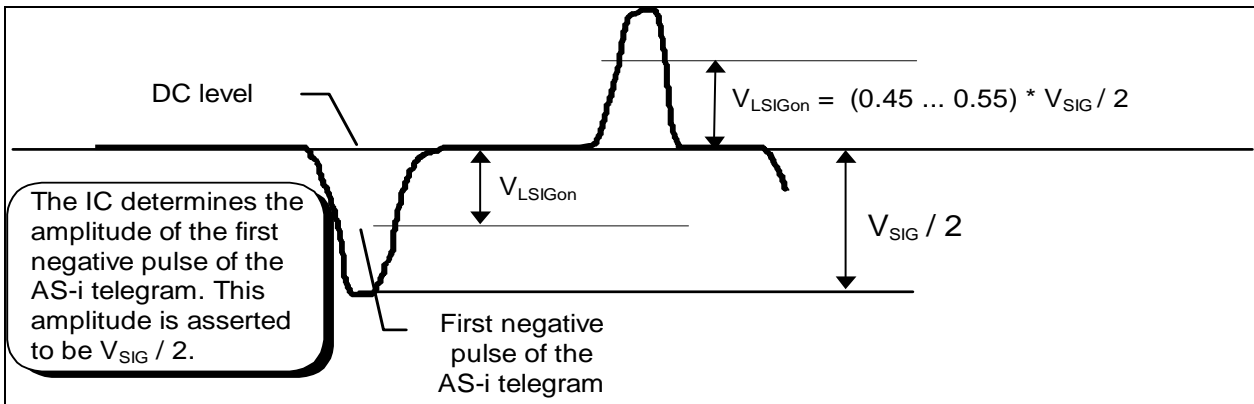 DC level
V_LSIGon = (0.45 ... 0.55) * V_SIG / 2
V_LSIGon
V_SIG / 2
The IC determines the
amplitude of the first
negative pulse of the
AS-i telegram. This
amplitude is asserted
to be V_SIG / 2.
First negative
pulse of the
AS-i telegram